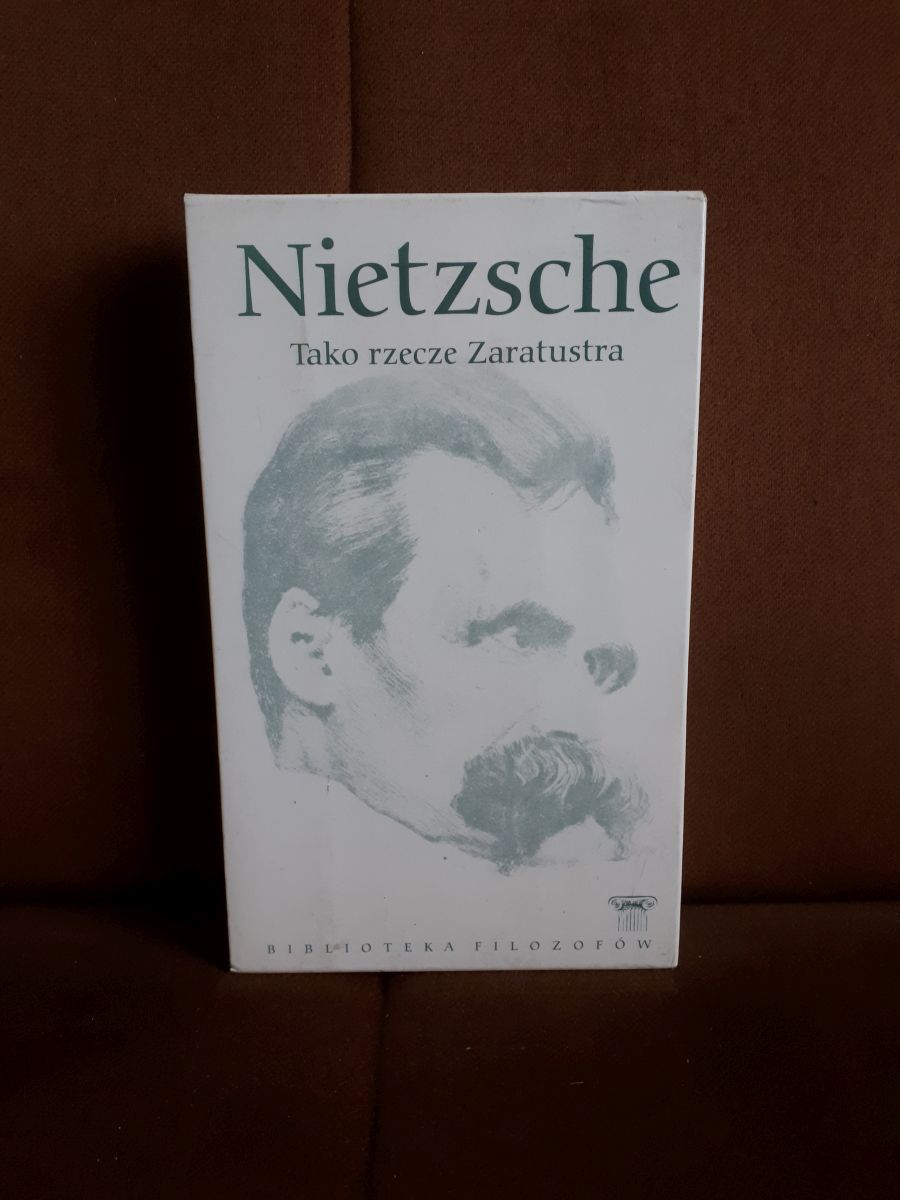 Nietzsche
Tako rzecze Zaratustra
BIBLIOTEKA FILOZOFÓW